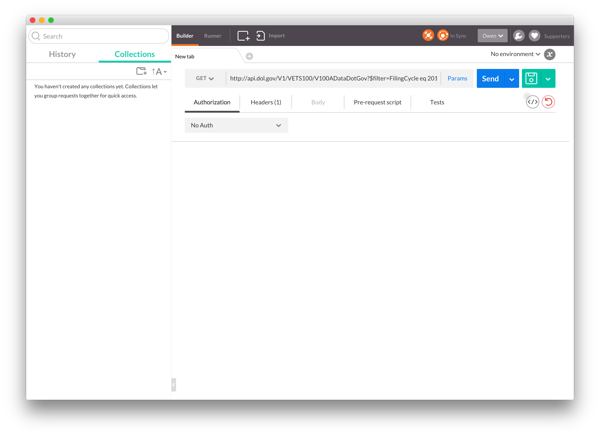 Search
History
Collections
↑A
You haven't created any collections yet. Collections let
you group requests together for quick access.
Builder
Runner
Import
In Sync
Supporters
New tab
No environment
GET
http://api.dol.gov/V1/VETS100/V100ADataDotGov?$filter=FilingCycle eq 201
Params
Send
Authorization
Headers (1)
Body
Pre-request script
Tests
No Auth